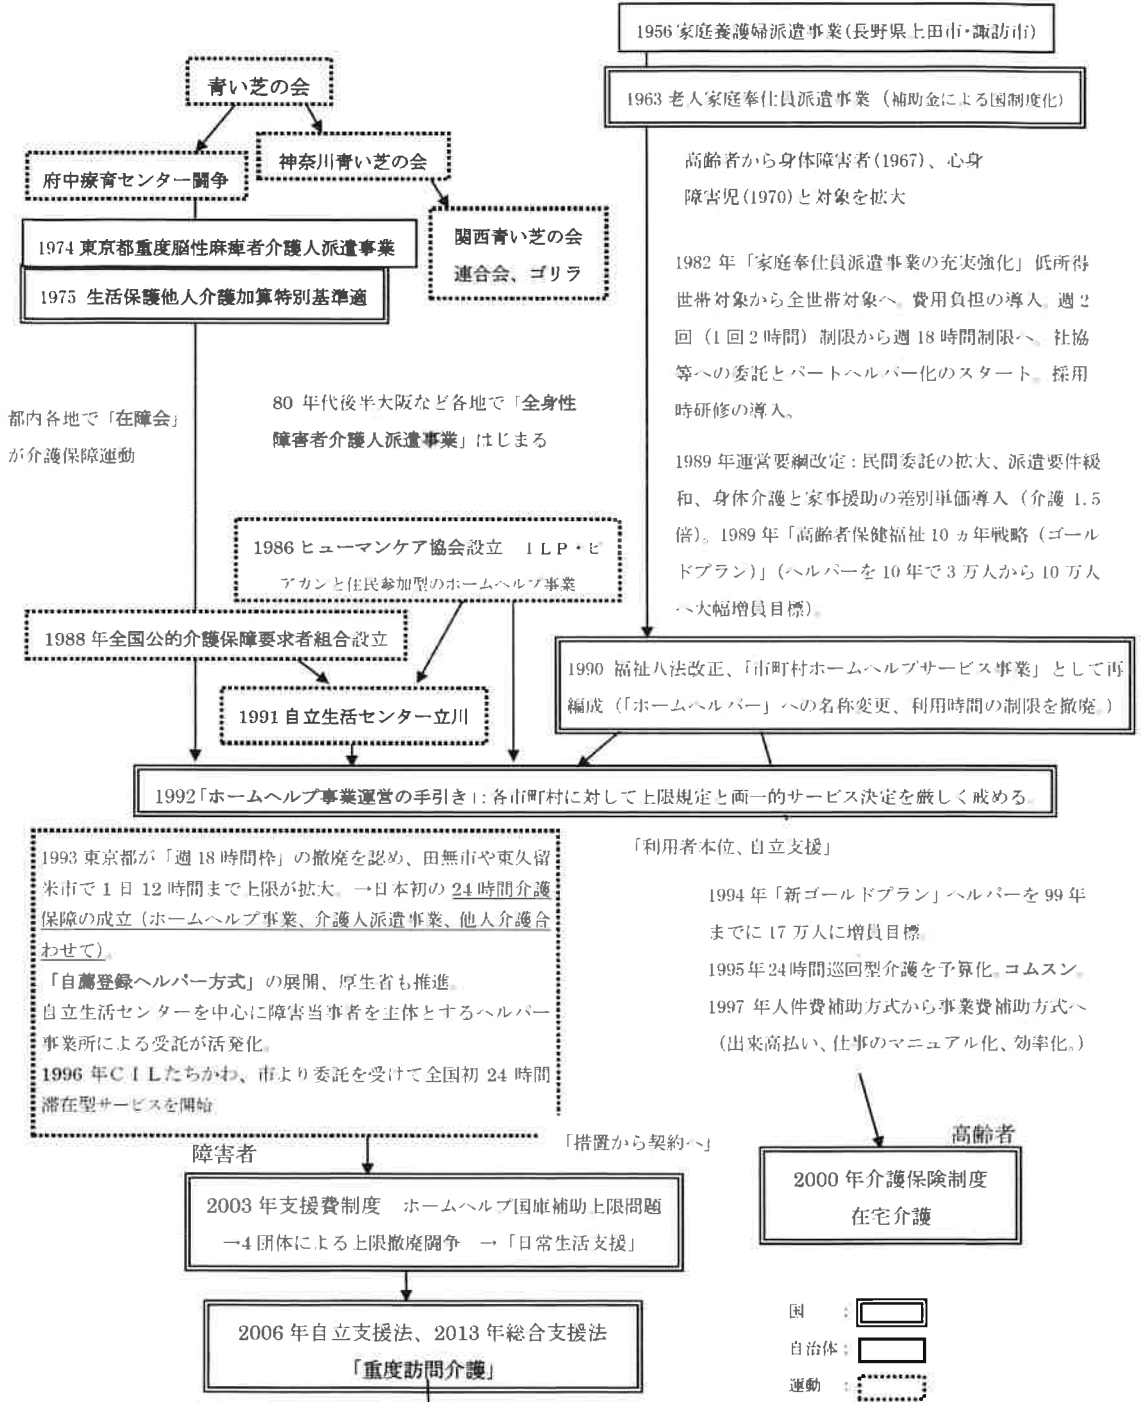 1956 家庭養護婦派遣事業(長野県上田市・諏訪市)
1963 老人家庭奉仕員派遣事業（補助金による国制度化）
青い芝の会
神奈川青い芝の会
府中療育センター闘争
関西青い芝の会
連合会、ゴリラ
1974 東京都重度脳性麻痺者介護人派遣事業
1975 生活保護他人介護加算特別基準適
高齢者から身体障害者(1967)、心身
障害児(1970)と対象を拡大
1982 年「家庭奉仕員派遣事業の充実強化」低所得
世帯対象から全世帯対象へ。費用負担の導入。週 2
回（1 回 2 時間）制限から週 18 時間制限へ。社協
等への委託とパートヘルパー化のスタート。採用
時研修の導入。
都内各地で「在障会」
が介護保障運動
80 年代後半大阪など各地で「全身性
障害者介護人派遣事業」はじまる
1989 年運営要綱改定：民間委託の拡大、派遣要件緩
和、身体介護と家事援助の差別単価導入（介護 1.5
倍）。1989 年「高齢者保健福祉 10 ヵ年戦略（ゴール
ドプラン）」（ヘルパーを 10 年で 3 万人から 10 万人
へ大幅増員目標）。
1986 ヒューマンケア協会設立　ＩＬＰ・ピ
アカンと住民参加型のホームヘルプ事業
1988 年全国公的介護保障要求者組合設立
1991 自立生活センター立川
1990 福祉八法改正、「市町村ホームヘルプサービス事業」として再
編成（「ホームヘルパー」への名称変更、利用時間の制限を撤廃。）
1992「ホームヘルプ事業運営の手引き」：各市町村に対して上限規定と画一的サービス決定を厳しく戒める。
1993 東京都が「週 18 時間枠」の撤廃を認め、田無市や東久留
米市で 1 日 12 時間まで上限が拡大。→日本初の 24 時間介護
保障の成立（ホームヘルプ事業、介護人派遣事業、他人介護合
わせて）。
「自薦登録ヘルパー方式」の展開、厚生省も推進。
自立生活センターを中心に障害当事者を主体とするヘルパー
事業所による受託が活発化。
1996 年ＣＩＬたちかわ、市より委託を受けて全国初 24 時間
滞在型サービスを開始
「利用者本位、自立支援」
1994 年「新ゴールドプラン」ヘルパーを 99 年
までに 17 万人に増員目標。
1995年24時間巡回型介護を予算化。コムスン。
1997 年人件費補助方式から事業費補助方式へ
（出来高払い、仕事のマニュアル化、効率化。）
「措置から契約へ」
障害者
高齢者
2003 年支援費制度　ホームヘルプ国庫補助上限問題
→4 団体による上限撤廃闘争　→「日常生活支援」
2000 年介護保険制度
在宅介護
2006 年自立支援法、2013 年総合支援法
「重度訪問介護」
国　：
自治体：
運動　：